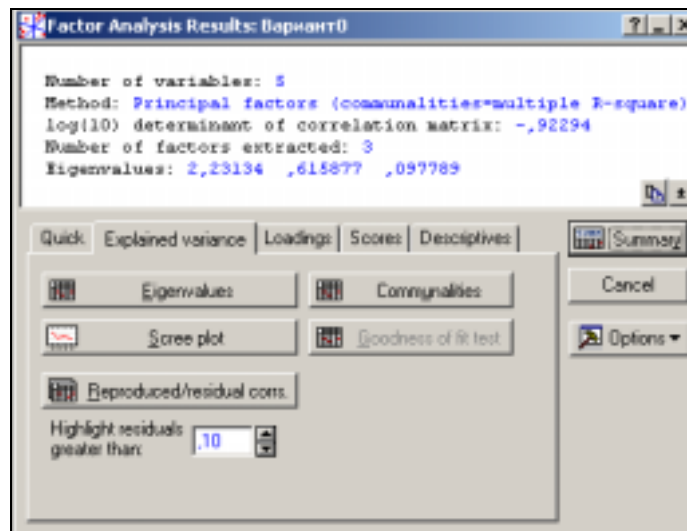 Factor Analysis Results: Вариант0
Number of variables: 5
Method: Principal factors (communalities=multiple R-square)
log(10) determinant of correlation matrix: -,92294
Number of factors extracted: 3
Eigenvalues: 2,23134 ,615877 ,097789
Quick Explained variance Loadings Scores Descriptives
Summary
Eigenvalues Communalities
Cancel
Scree plot Goodness of fit test
Options
Reproduced/residual corrs.
Highlight residuals
greater than: ,10